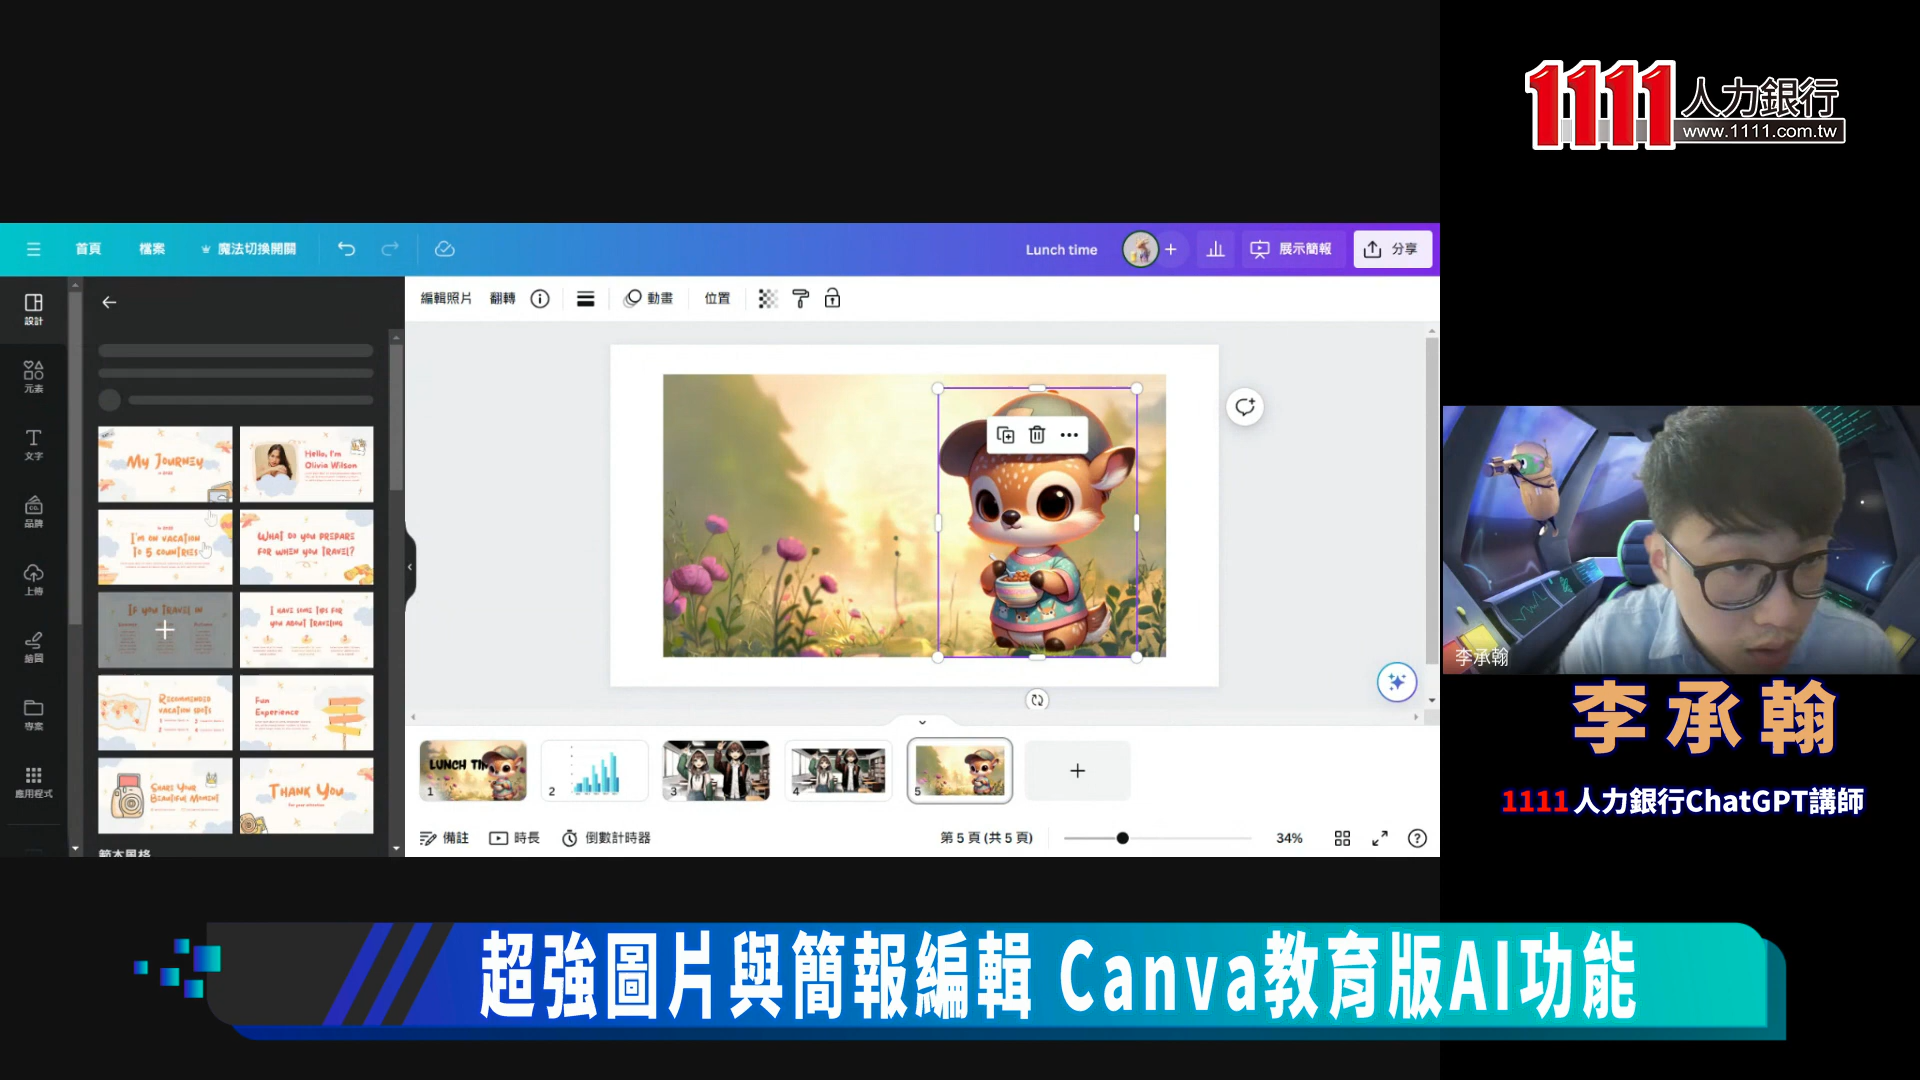 1111人力銀行
www.1111.com.tw
首頁
檔案
魔法切換開關
Lunch time
展示簡報
分享
設計
元素
文字
品牌
上傳
繪圖
專案
應用程式
編輯照片
翻轉
動畫
位置
My Journey
Hello, I'm
Olivia Wilson
I'm on vacation
to 5 countries
What do you prepare
for when you travel?
If you travel in
I have some tips for
you about traveling
Recommended
vacation spots
Fun
Experience
Share Your
Beautiful Moment
Thank You
範本風格
LUNCH TIM
1
2
3
4
5
備註
時長
倒數計時器
第 5 頁 (共 5 頁)
34%
李承翰
李承翰
1111人力銀行ChatGPT講師
超強圖片與簡報編輯 Canva教育版AI功能